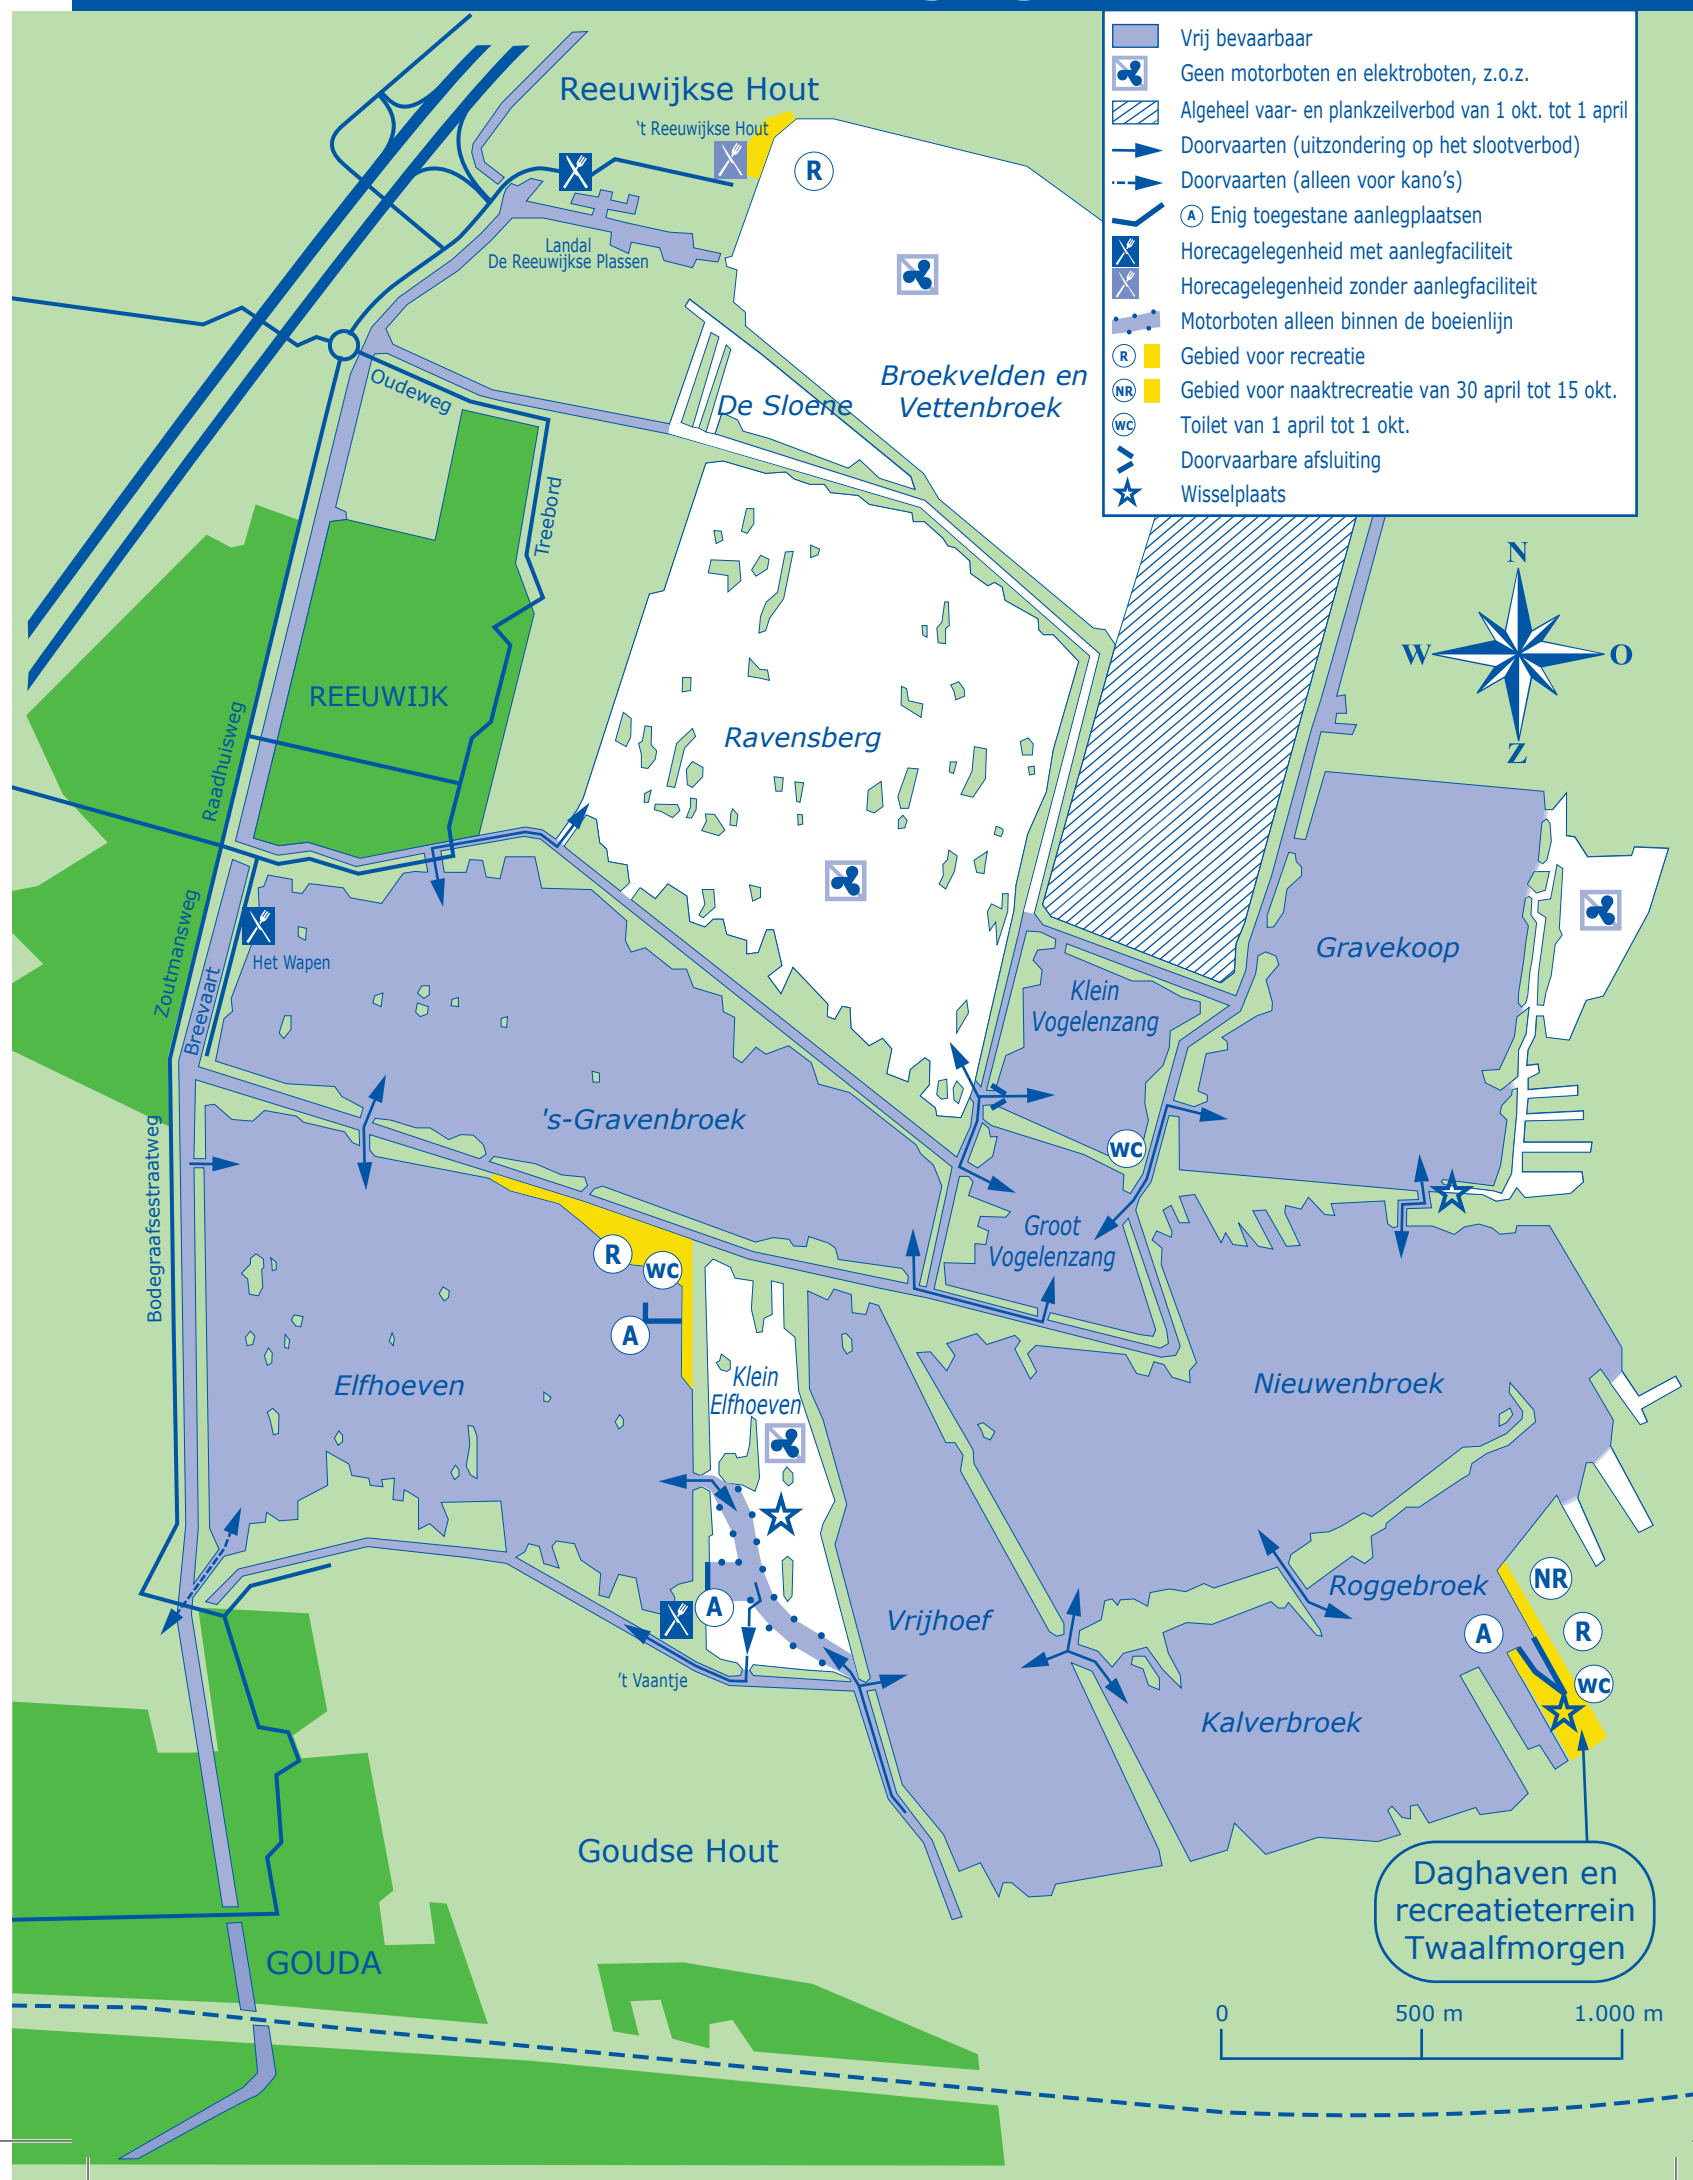 Vrij bevaarbaar
Geen motorboten en elektroboten, z.o.z.
Algeheel vaar- en plankzeilverbod van 1 okt. tot 1 april
Doorvaarten (uitzondering op het slootverbod)
Doorvaarten (alleen voor kano's)
A Enig toegestane aanlegplaatsen
Horecagelegenheid met aanlegfaciliteit
Horecagelegenheid zonder aanlegfaciliteit
Motorboten alleen binnen de boeienlijn
R Gebied voor recreatie
NR Gebied voor naaktrecreatie van 30 april tot 15 okt.
WC Toilet van 1 april tot 1 okt.
Doorvaarbare afsluiting
Wisselplaats
Reeuwijkse Hout
't Reeuwijkse Hout
R
Landal
De Reeuwijkse Plassen
Broekvelden en
Vettenbroek
De Sloene
Oudeweg
Treebord
N
W
O
Z
REEUWIJK
Raadhuisweg
Ravensberg
Zoutmansweg
Breevaart
Het Wapen
Gravekoop
Klein
Vogelenzang
's-Gravenbroek
WC
Bodegraafsestraatweg
Groot
Vogelenzang
R
WC
A
Elfhoeven
Klein
Elfhoeven
Nieuwenbroek
NR
Roggebroek
A
Vrijhoef
A
R
't Vaantje
WC
Kalverbroek
Goudse Hout
Daghaven en
recreatieterrein
Twaalfmorgen
GOUDA
0 500 m 1.000 m